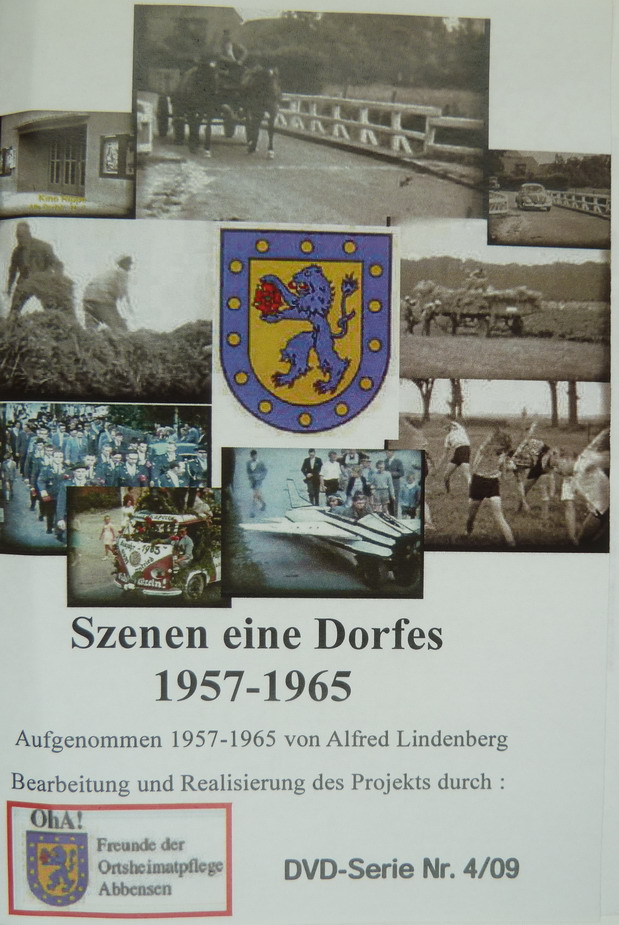 Kino
Szenen eine Dorfes
1957-1965
Aufgenommen 1957-1965 von Alfred Lindenberg
Bearbeitung und Realisierung des Projekts durch :
OhA!
Freunde der
Ortsheimatpflege
Abbensen
DVD-Serie Nr. 4/09